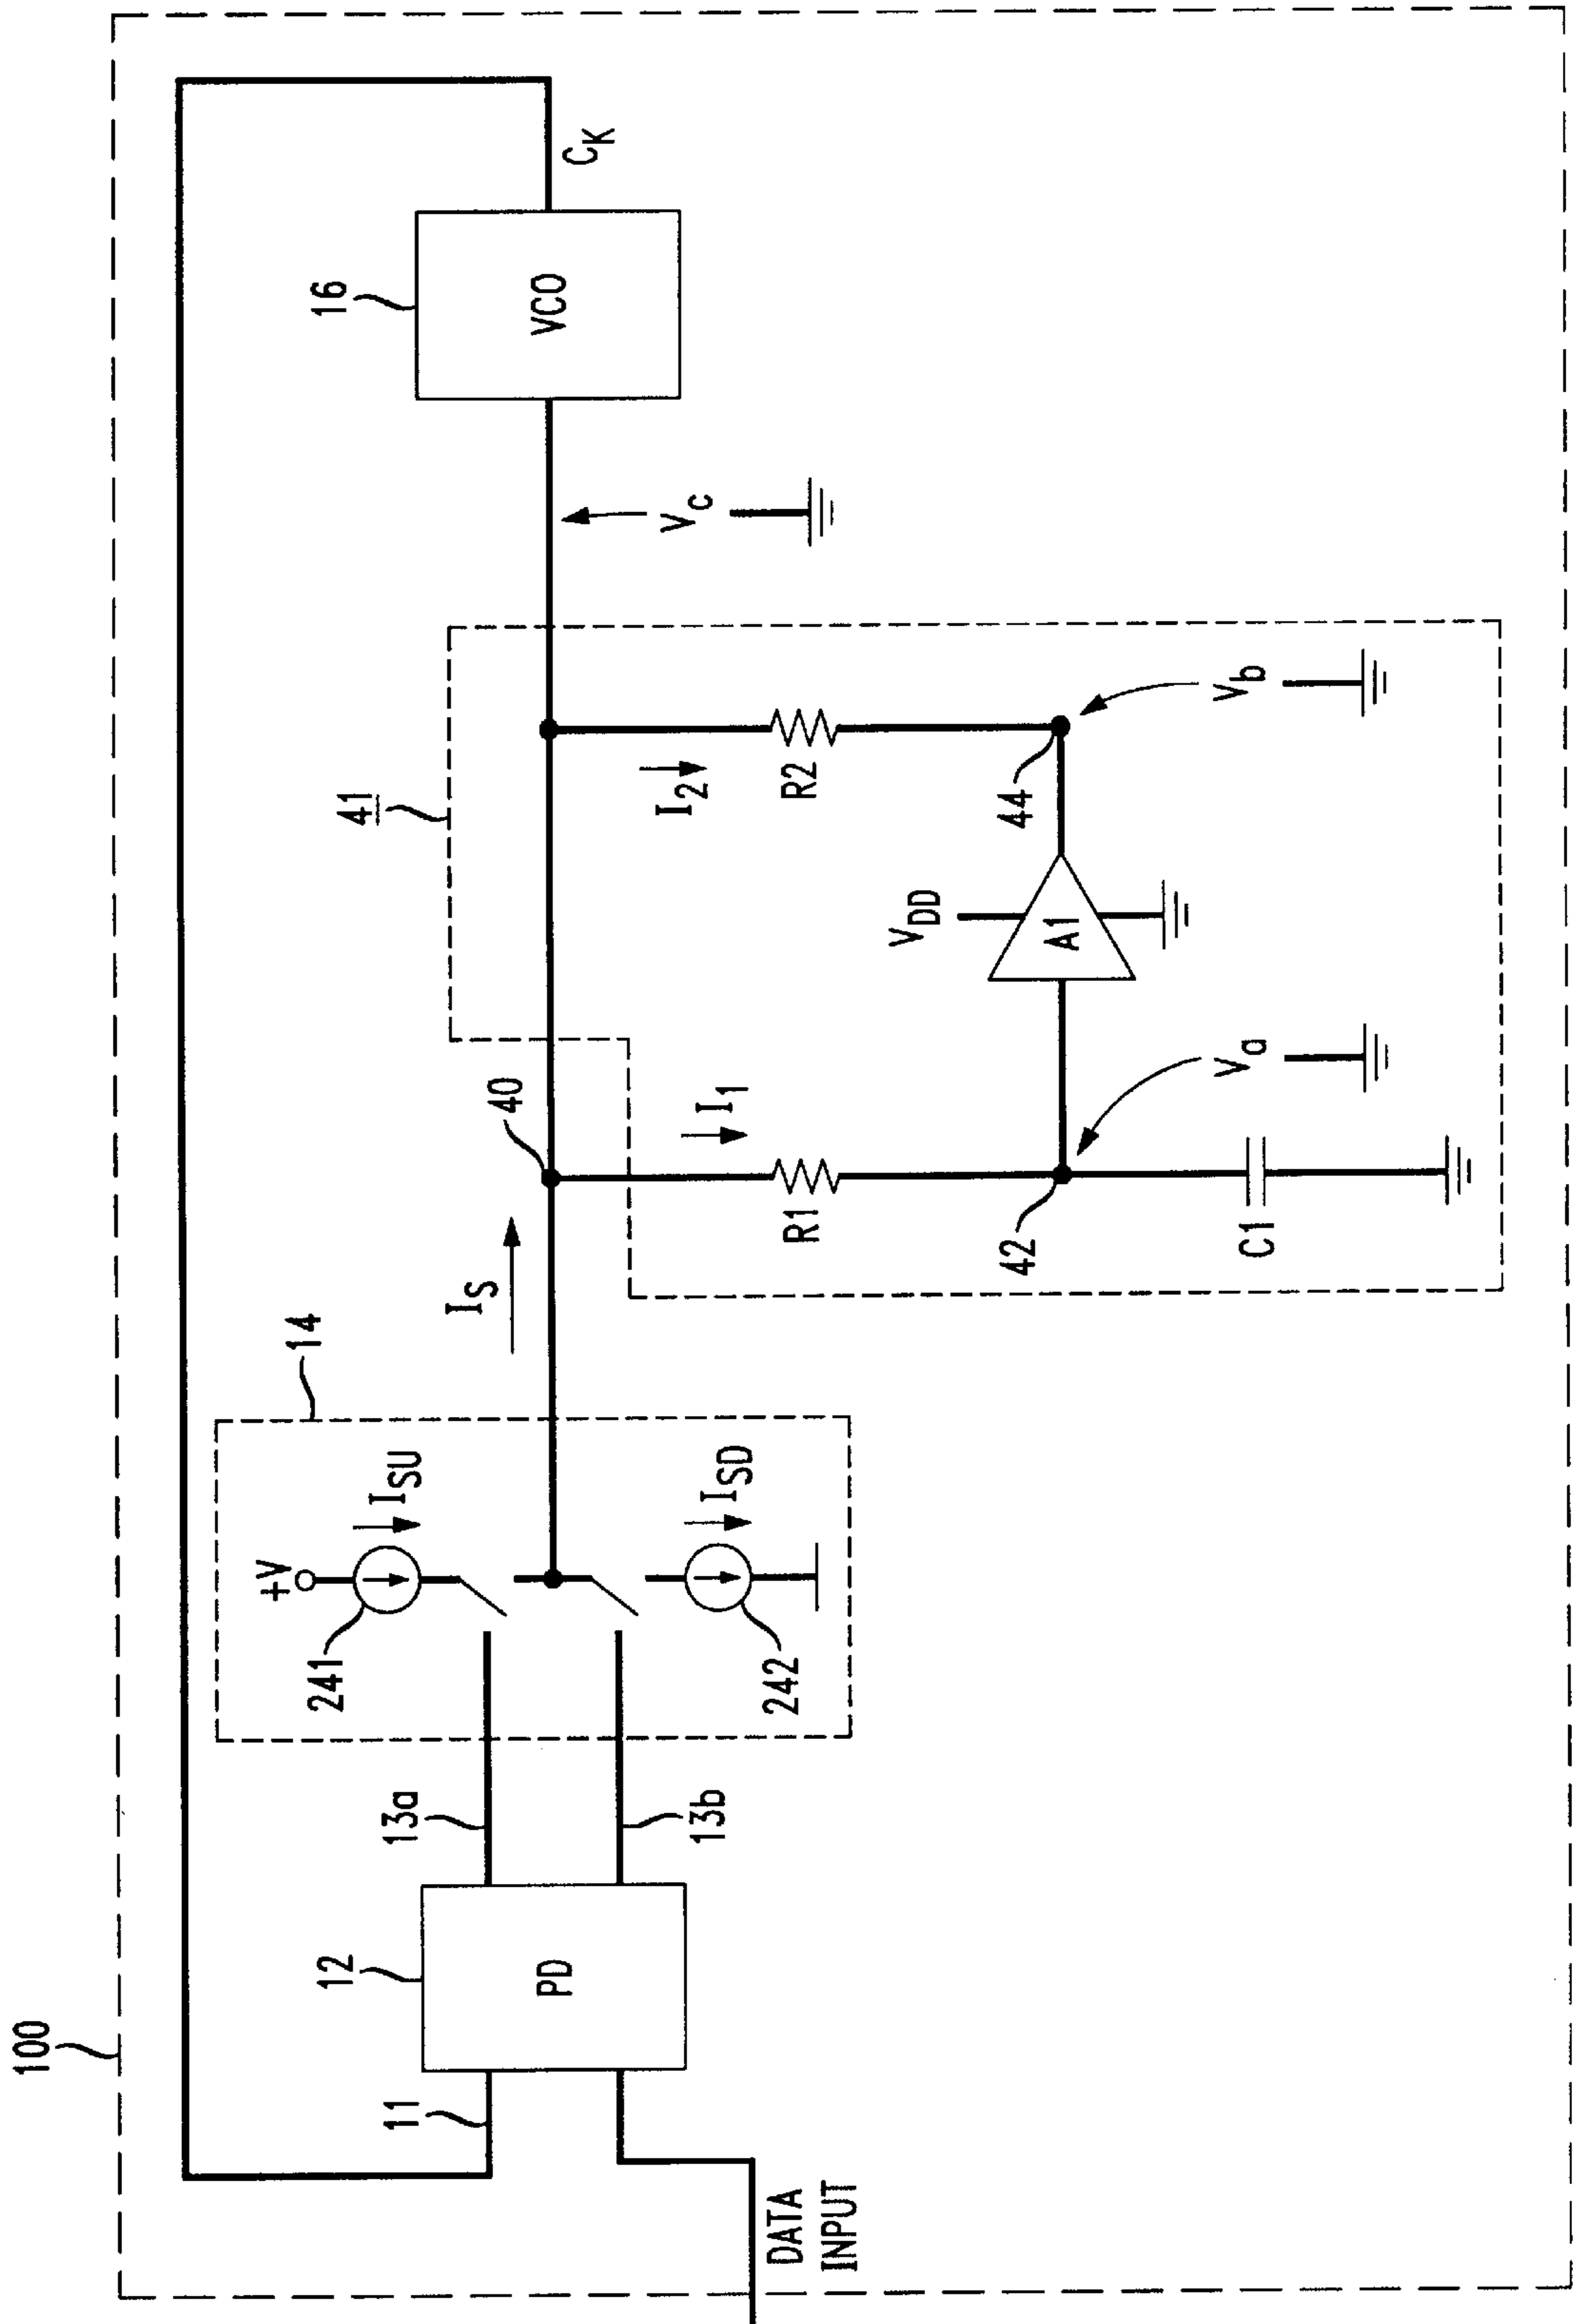 100
11
DATA
INPUT
12
PD
13a
13b
14
+V
241
I_SU
242
I_SD
I_S
40
41
R1
I_1
42
V_a
C1
V_DD
A1
I_2
R2
44
V_b
V_c
16
VCO
C_K